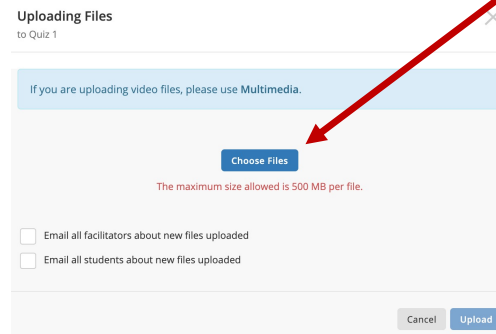 Uploading Files
to Quiz 1
If you are uploading video files, please use Multimedia.
Choose Files
The maximum size allowed is 500 MB per file.
Email all facilitators about new files uploaded
Email all students about new files uploaded
Cancel
Upload